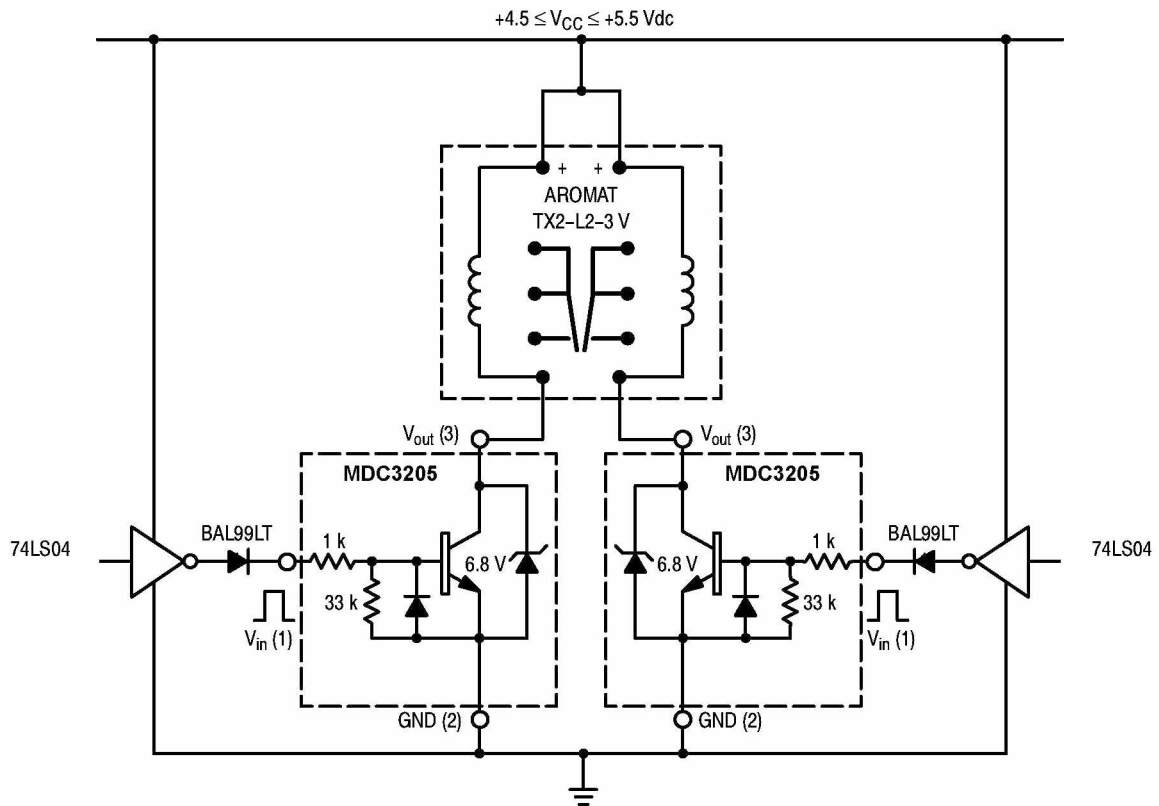 +4.5 ≤ VCC ≤ +5.5 Vdc
+ +
AROMAT
TX2–L2–3 V
Vout (3)
Vout (3)
MDC3205
MDC3205
74LS04
BAL99LT
1 k
6.8 V
33 k
Vin (1)
6.8 V
1 k
33 k
BAL99LT
74LS04
Vin (1)
GND (2)
GND (2)